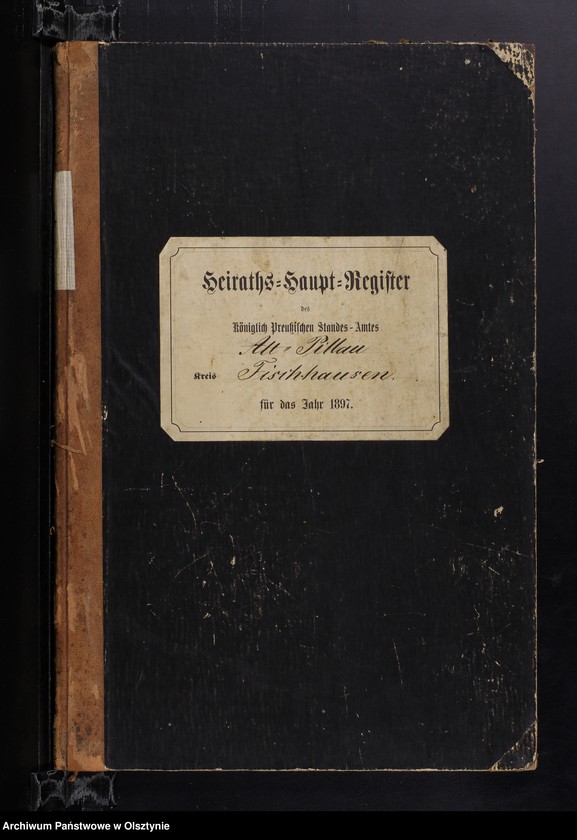 Heiraths-Haupt-Register
des
Königlich Preußischen Standes-Amtes
Alt-Pillau
Kreis Fischhausen.
für das Jahr 1897.
Archiwum Państwowe w Olsztynie